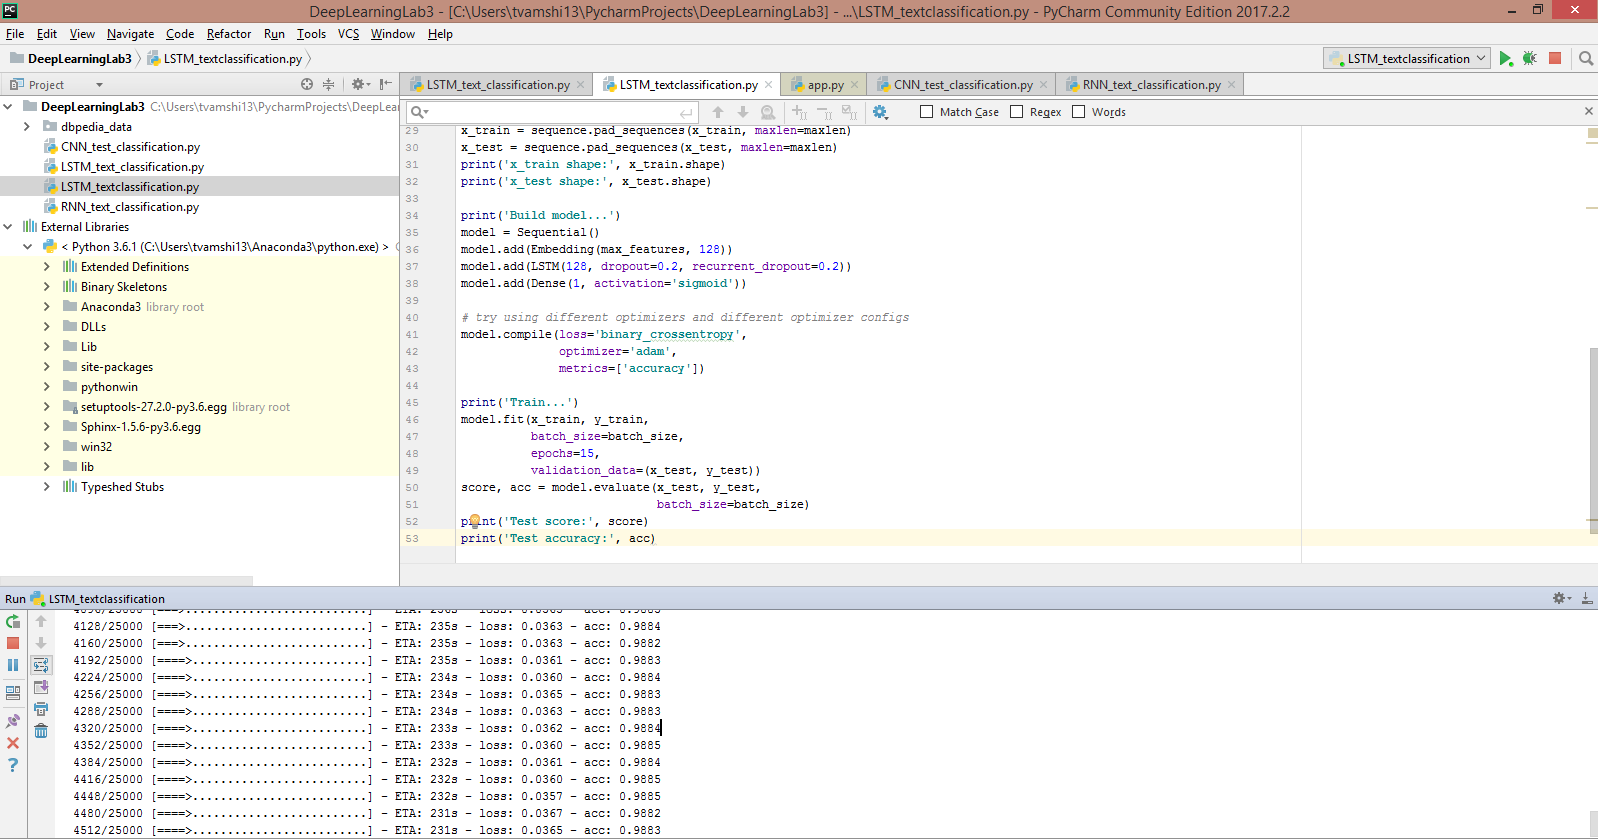 DeepLearningLab3 - [C:\Users\tvamshi13\PycharmProjects\DeepLearningLab3] - ...\LSTM_textclassification.py - PyCharm Community Edition 2017.2.2
File Edit View Navigate Code Refactor Run Tools VCS Window Help
DeepLearningLab3 LSTM_textclassification.py LSTM_textclassification
Project LSTM_text_classification.py LSTM_textclassification.py app.py CNN_test_classification.py RNN_text_classification.py
Match Case Regex Words
DeepLearningLab3 C:\Users\tvamshi13\PycharmProjects\DeepLear
dbpedia_data
CNN_test_classification.py
LSTM_text_classification.py
LSTM_textclassification.py
RNN_text_classification.py
External Libraries
< Python 3.6.1 (C:\Users\tvamshi13\Anaconda3\python.exe) >
Extended Definitions
Binary Skeletons
Anaconda3 library root
DLLs
Lib
site-packages
pythonwin
setuptools-27.2.0-py3.6.egg library root
Sphinx-1.5.6-py3.6.egg
win32
lib
Typeshed Stubs
29 x_train = sequence.pad_sequences(x_train, maxlen=maxlen)
30 x_test = sequence.pad_sequences(x_test, maxlen=maxlen)
31 print('x_train shape:', x_train.shape)
32 print('x_test shape:', x_test.shape)
33
34 print('Build model...')
35 model = Sequential()
36 model.add(Embedding(max_features, 128))
37 model.add(LSTM(128, dropout=0.2, recurrent_dropout=0.2))
38 model.add(Dense(1, activation='sigmoid'))
39
40 # try using different optimizers and different optimizer configs
41 model.compile(loss='binary_crossentropy',
42 optimizer='adam',
43 metrics=['accuracy'])
44
45 print('Train...')
46 model.fit(x_train, y_train,
47 batch_size=batch_size,
48 epochs=15,
49 validation_data=(x_test, y_test))
50 score, acc = model.evaluate(x_test, y_test,
51 batch_size=batch_size)
52 print('Test score:', score)
53 print('Test accuracy:', acc)
Run LSTM_textclassification
4096/25000 [===>..........................] - ETA: 236s - loss: 0.0365 - acc: 0.9883
4128/25000 [===>..........................] - ETA: 235s - loss: 0.0363 - acc: 0.9884
4160/25000 [===>..........................] - ETA: 235s - loss: 0.0363 - acc: 0.9882
4192/25000 [====>.........................] - ETA: 235s - loss: 0.0361 - acc: 0.9883
4224/25000 [====>.........................] - ETA: 234s - loss: 0.0360 - acc: 0.9884
4256/25000 [====>.........................] - ETA: 234s - loss: 0.0365 - acc: 0.9883
4288/25000 [====>.........................] - ETA: 234s - loss: 0.0363 - acc: 0.9883
4320/25000 [====>.........................] - ETA: 233s - loss: 0.0362 - acc: 0.9884
4352/25000 [====>.........................] - ETA: 233s - loss: 0.0360 - acc: 0.9885
4384/25000 [====>.........................] - ETA: 232s - loss: 0.0361 - acc: 0.9884
4416/25000 [====>.........................] - ETA: 232s - loss: 0.0360 - acc: 0.9885
4448/25000 [====>.........................] - ETA: 232s - loss: 0.0357 - acc: 0.9885
4480/25000 [====>.........................] - ETA: 231s - loss: 0.0367 - acc: 0.9882
4512/25000 [====>.........................] - ETA: 231s - loss: 0.0365 - acc: 0.9883